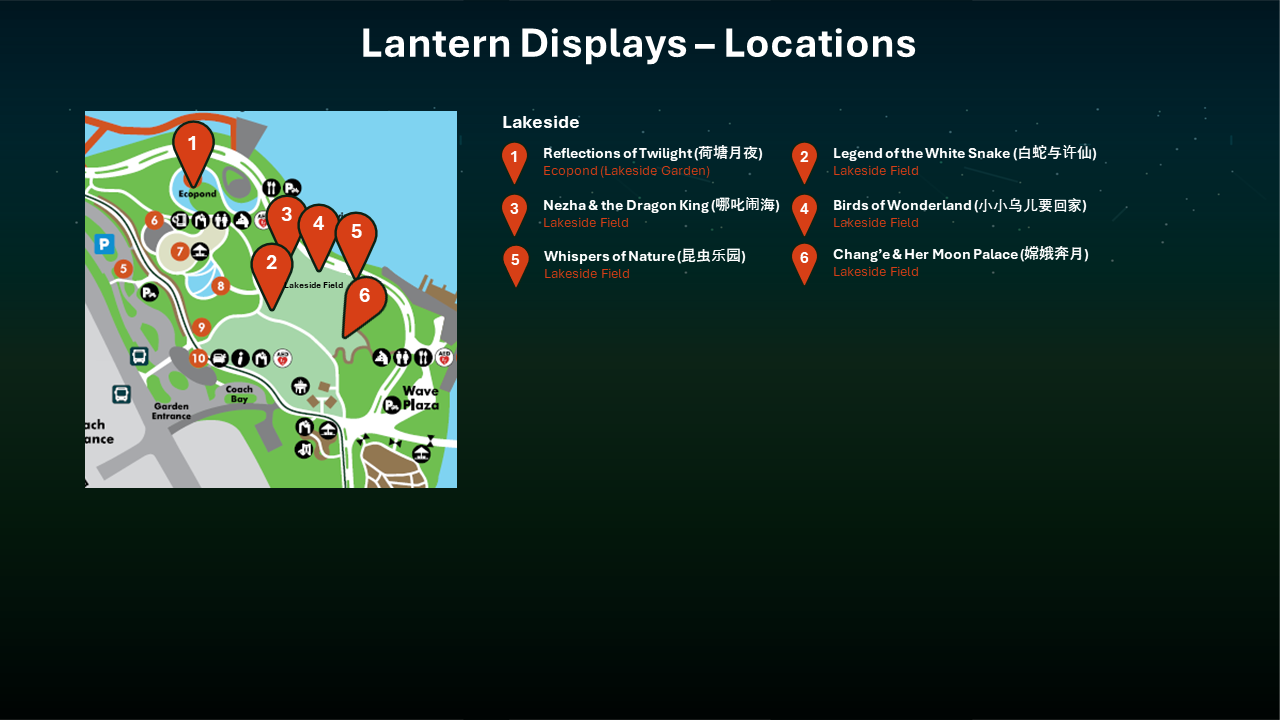 Lantern Displays – Locations
Lakeside
1
Reflections of Twilight (荷塘月夜)
Ecopond (Lakeside Garden)
2
Legend of the White Snake (白蛇与许仙)
Lakeside Field
3
Nezha & the Dragon King (哪叱闹海)
Lakeside Field
4
Birds of Wonderland (小小乌儿要回家)
Lakeside Field
5
Whispers of Nature (昆虫乐园)
Lakeside Field
6
Chang’e & Her Moon Palace (嫦娥奔月)
Lakeside Field
1
Ecopond
6
3
4
5
P
7
2
5
8
Lakeside Field
6
9
10
AED
AED
Coach
Bay
Wave
Plaza
Garden
Entrance
ach
ance